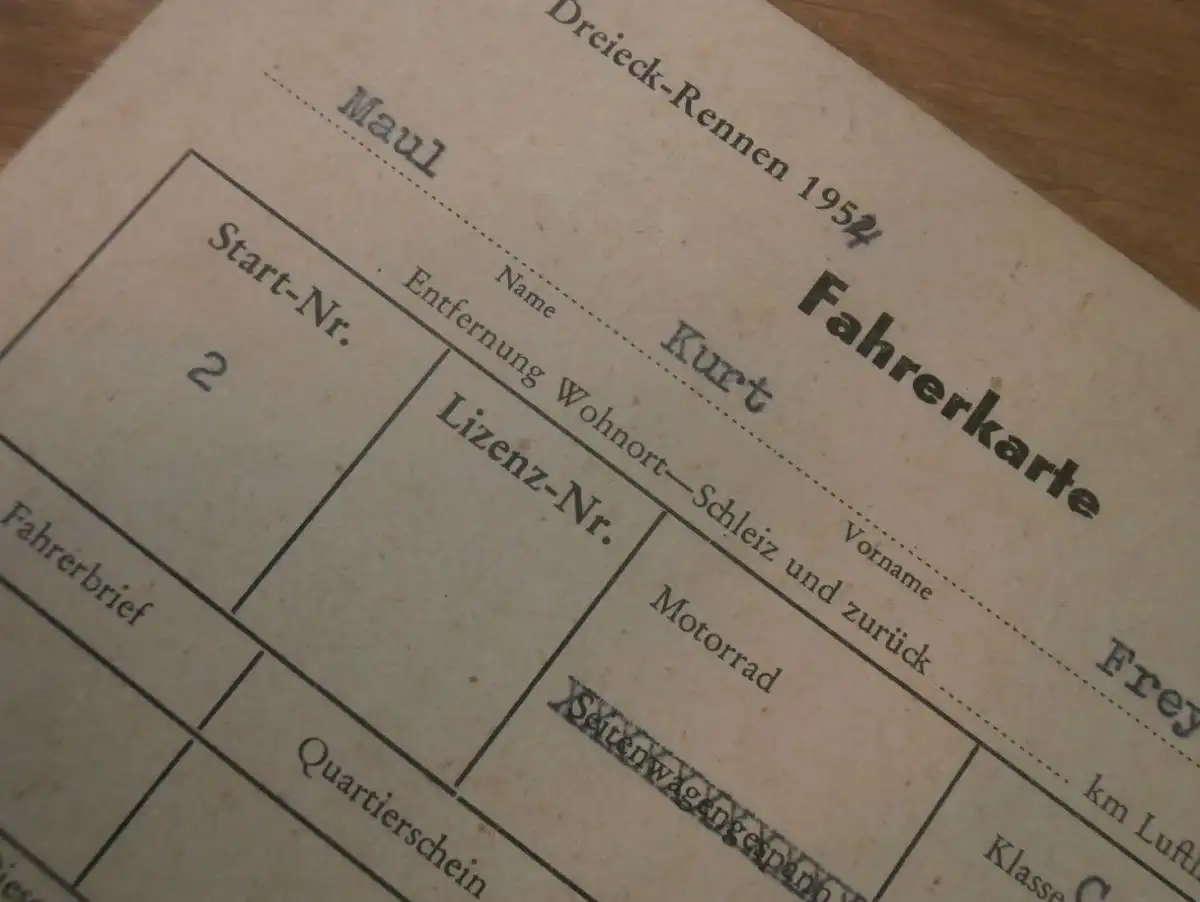 Dreieck-Rennen 1954
Fahrerkarte
Maul Kurt Frey
Name Vorname
Entfernung Wohnort—Schleiz und zurück km
Start-Nr. Lizenz-Nr. Motorrad Klasse C
2 Seitenwagengespann
Fahrerbrief Quartierschein